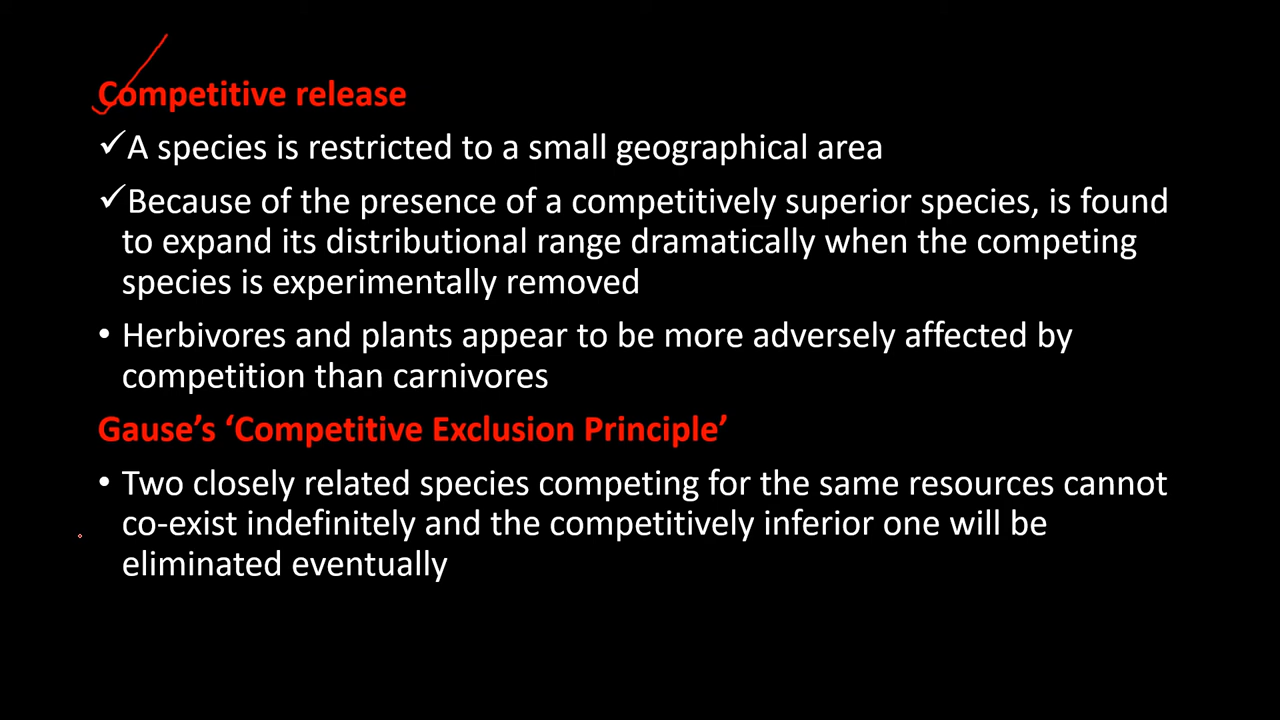 Competitive release
✓A species is restricted to a small geographical area
✓Because of the presence of a competitively superior species, is found
to expand its distributional range dramatically when the competing
species is experimentally removed
• Herbivores and plants appear to be more adversely affected by
competition than carnivores
Gause’s ‘Competitive Exclusion Principle’
• Two closely related species competing for the same resources cannot
co-exist indefinitely and the competitively inferior one will be
eliminated eventually